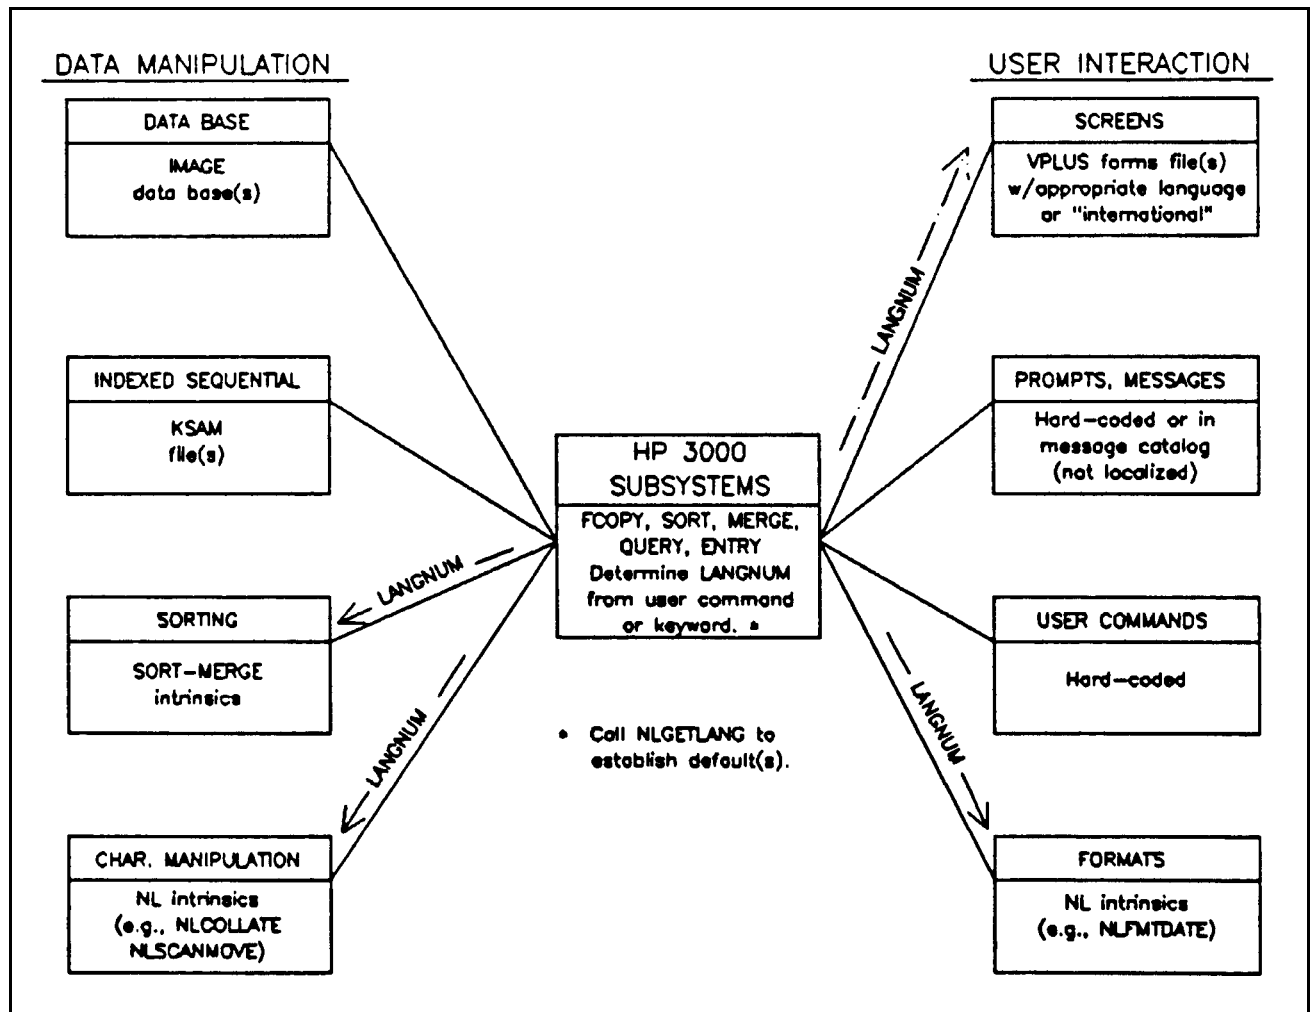 DATA MANIPULATION
DATA BASE
IMAGE
data base(s)
INDEXED SEQUENTIAL
KSAM
file(s)
SORTING
SORT-MERGE
intrinsics
CHAR. MANIPULATION
NL intrinsics
(e.g., NLCOLLATE
NLSCANMOVE)
LANGNUM
LANGNUM
HP 3000
SUBSYSTEMS
FCOPY, SORT, MERGE,
QUERY, ENTRY
Determine LANGNUM
from user command
or keyword. *
* Call NLGETLANG to
establish default(s).
LANGNUM
LANGNUM
USER INTERACTION
SCREENS
VPLUS forms file(s)
w/appropriate language
or "international"
PROMPTS, MESSAGES
Hard-coded or in
message catalog
(not localized)
USER COMMANDS
Hard-coded
FORMATS
NL intrinsics
(e.g., NLFMTDATE)